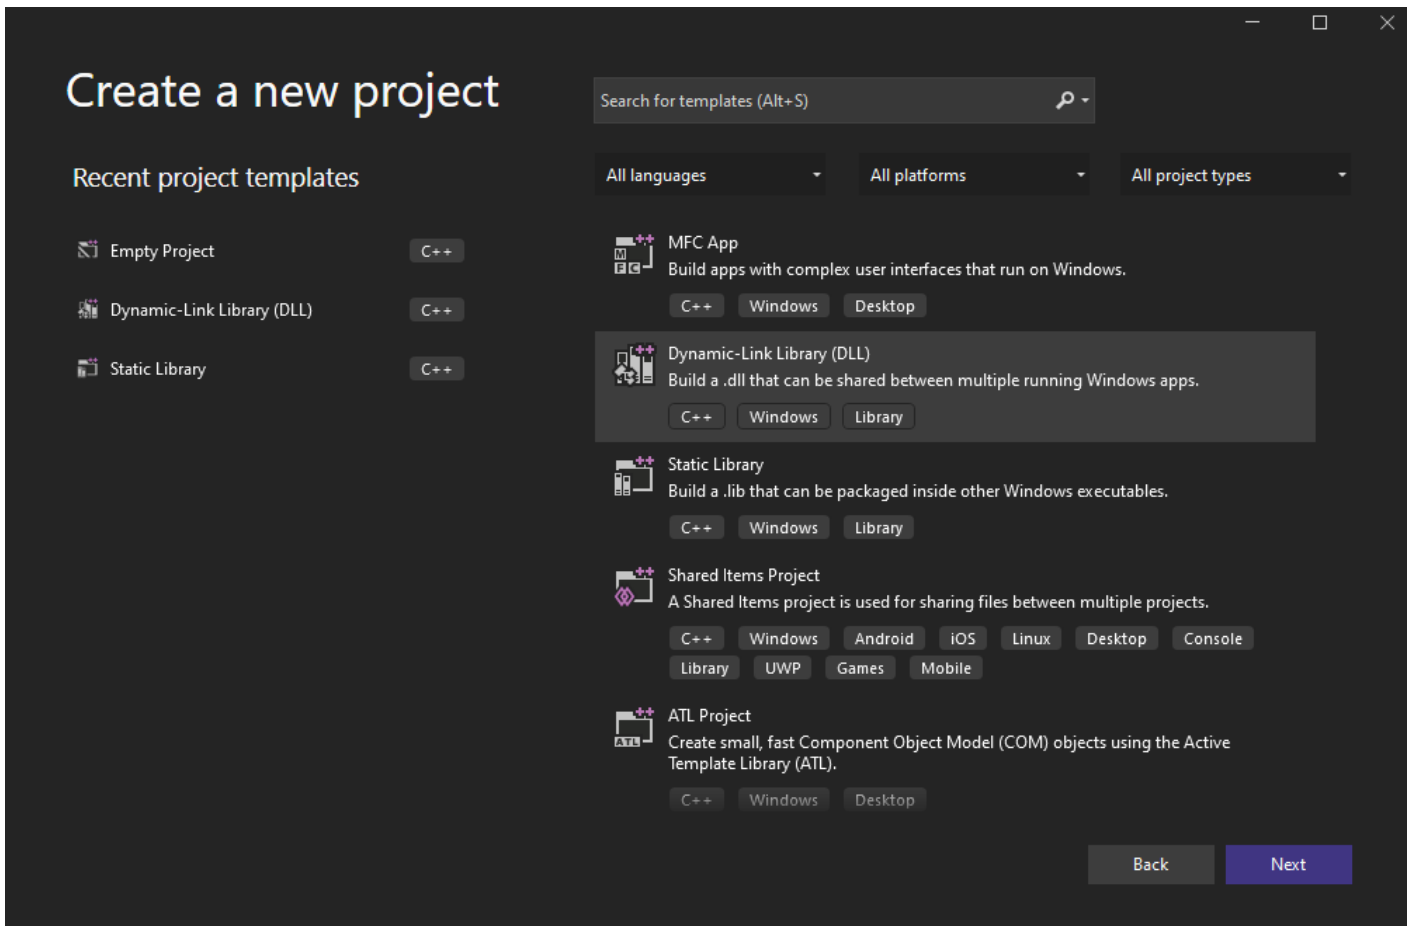 Create a new project
Search for templates (Alt+S)
Recent project templates
All languages
All platforms
All project types
Empty Project
C++
Dynamic-Link Library (DLL)
C++
Static Library
C++
MFC App
Build apps with complex user interfaces that run on Windows.
C++ Windows Desktop
Dynamic-Link Library (DLL)
Build a .dll that can be shared between multiple running Windows apps.
C++ Windows Library
Static Library
Build a .lib that can be packaged inside other Windows executables.
C++ Windows Library
Shared Items Project
A Shared Items project is used for sharing files between multiple projects.
C++ Windows Android iOS Linux Desktop Console
Library UWP Games Mobile
ATL Project
Create small, fast Component Object Model (COM) objects using the Active
Template Library (ATL).
C++ Windows Desktop
Back
Next